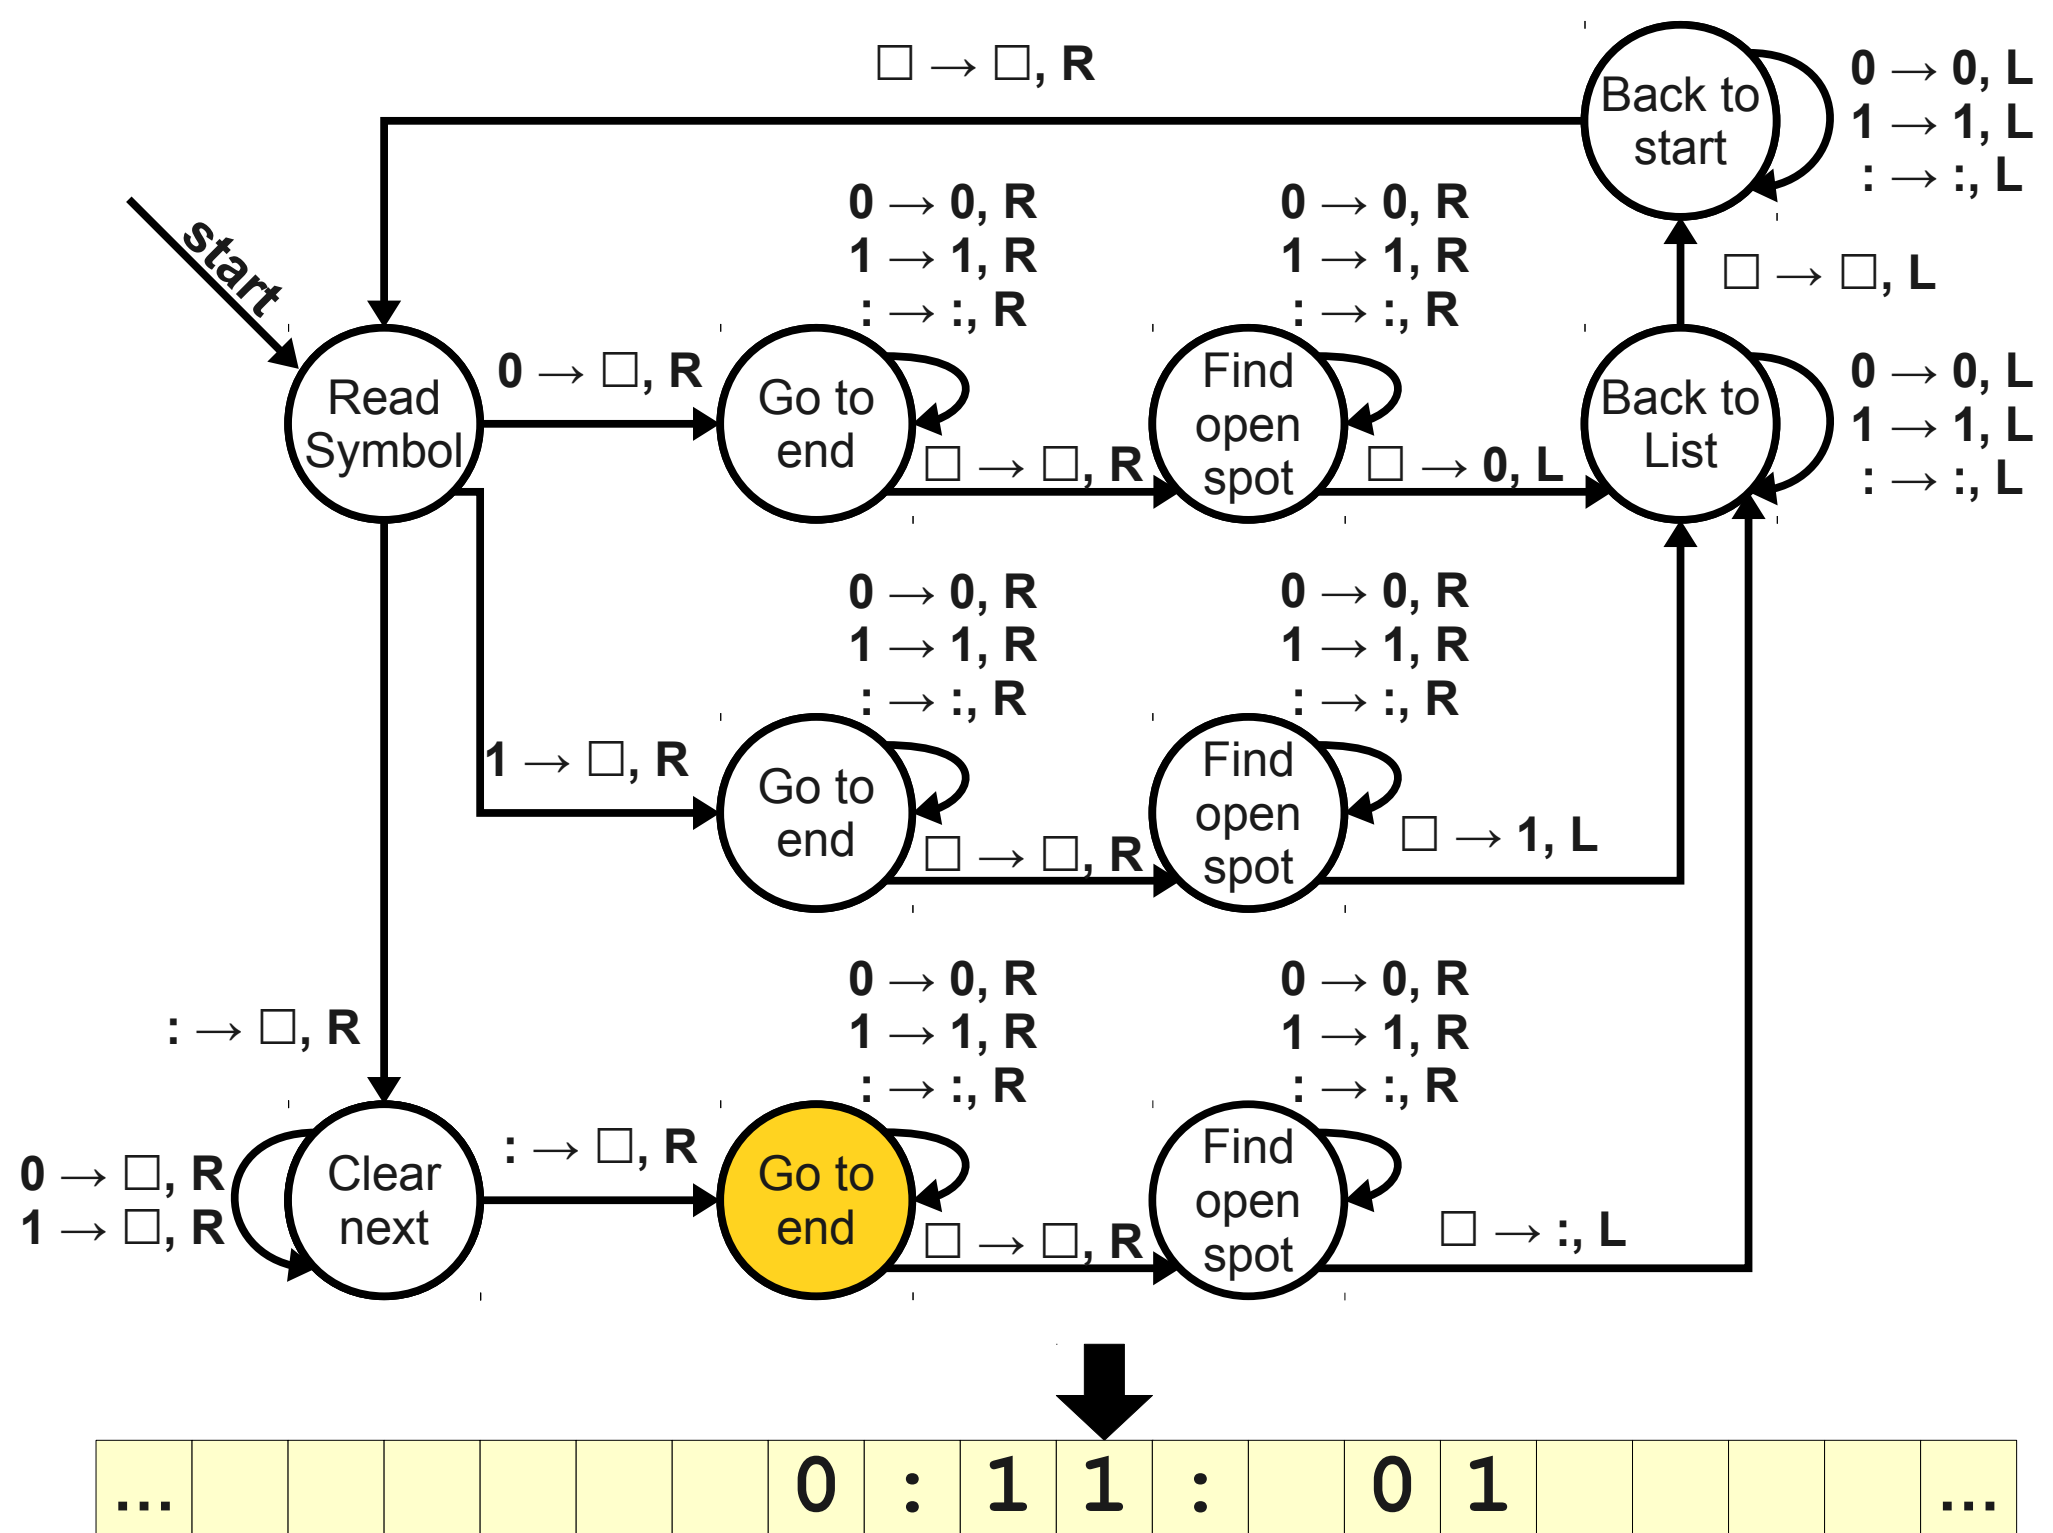 □ → □, R
Back to
start
0 → 0, L
1 → 1, L
: → :, L
start
0 → 0, R
1 → 1, R
: → :, R
0 → 0, R
1 → 1, R
: → :, R
□ → □, L
Read
Symbol
0 → □, R
Go to
end
□ → □, R
Find
open
spot
□ → 0, L
Back to
List
0 → 0, L
1 → 1, L
: → :, L
0 → 0, R
1 → 1, R
: → :, R
0 → 0, R
1 → 1, R
: → :, R
1 → □, R
Go to
end
□ → □, R
Find
open
spot
□ → 1, L
: → □, R
0 → 0, R
1 → 1, R
: → :, R
0 → 0, R
1 → 1, R
: → :, R
0 → □, R
1 → □, R
Clear
next
: → □, R
Go to
end
□ → □, R
Find
open
spot
□ → :, L
... 0 : 1 1 : 0 1 ...